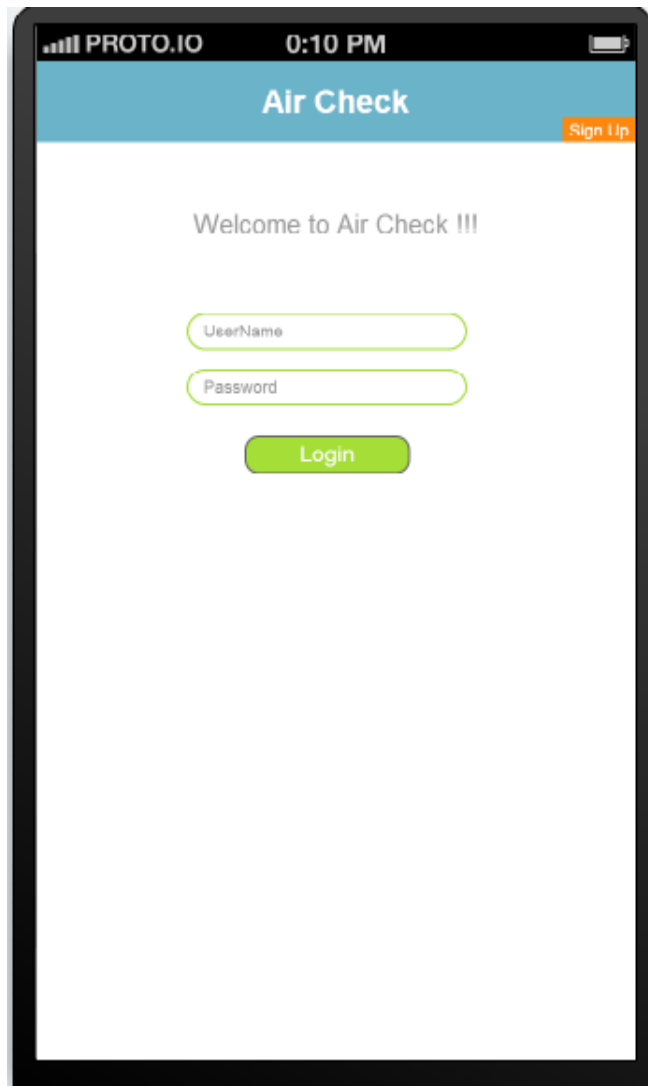 PROTO.IO 0:10 PM
Air Check
Sign Up
Welcome to Air Check !!!
UserName
Password
Login